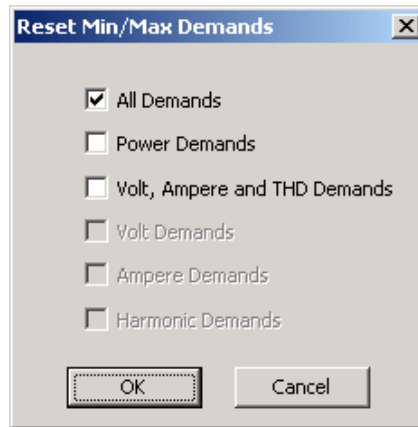 Reset Min/Max Demands
All Demands
Power Demands
Volt, Ampere and THD Demands
Volt Demands
Ampere Demands
Harmonic Demands
OK Cancel